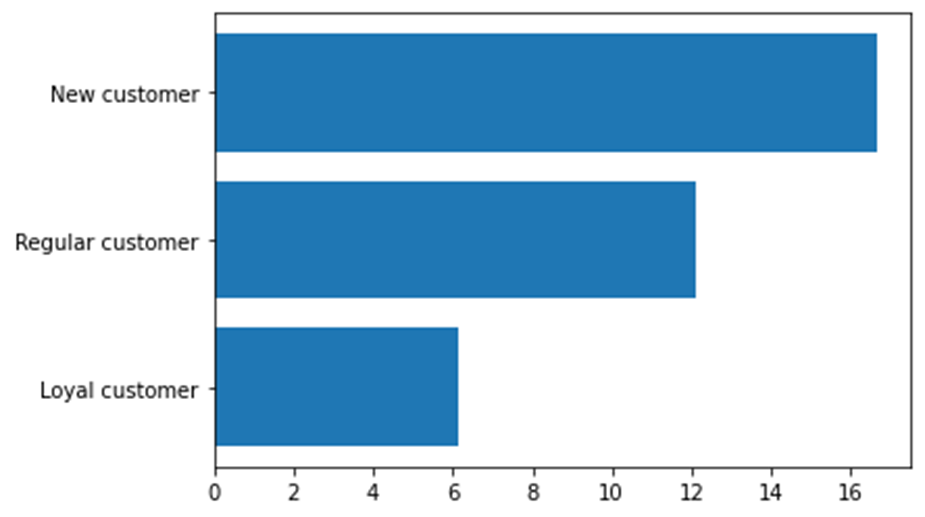 New customer
Regular customer
Loyal customer
0 2 4 6 8 10 12 14 16